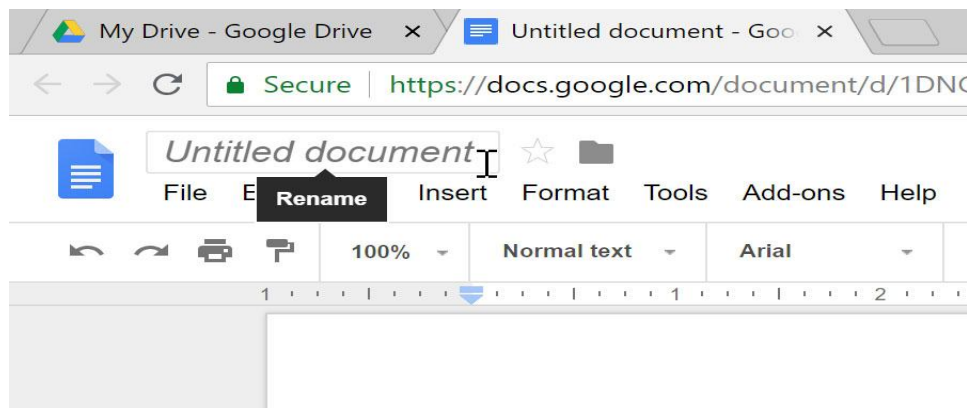 My Drive - Google Drive × Untitled document - Goo ×
Secure https://docs.google.com/document/d/1DNC
Untitled document
File E Insert Format Tools Add-ons Help
Rename
100% Normal text Arial
1 1 2